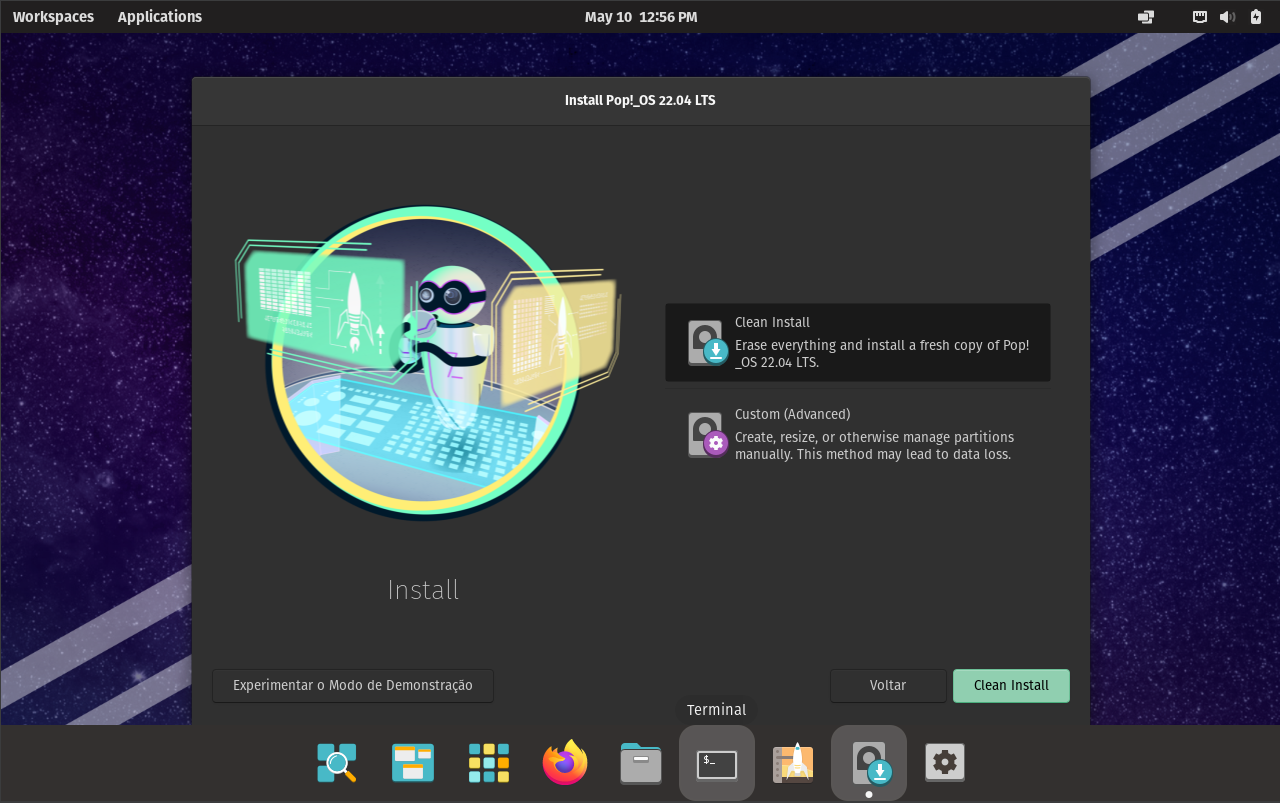 Workspaces Applications May 10 12:56 PM
Install Pop!_OS 22.04 LTS
Clean Install
Erase everything and install a fresh copy of Pop!
_OS 22.04 LTS.
Custom (Advanced)
Create, resize, or otherwise manage partitions
manually. This method may lead to data loss.
Install
Experimentar o Modo de Demonstração
Voltar
Clean Install
Terminal
$_